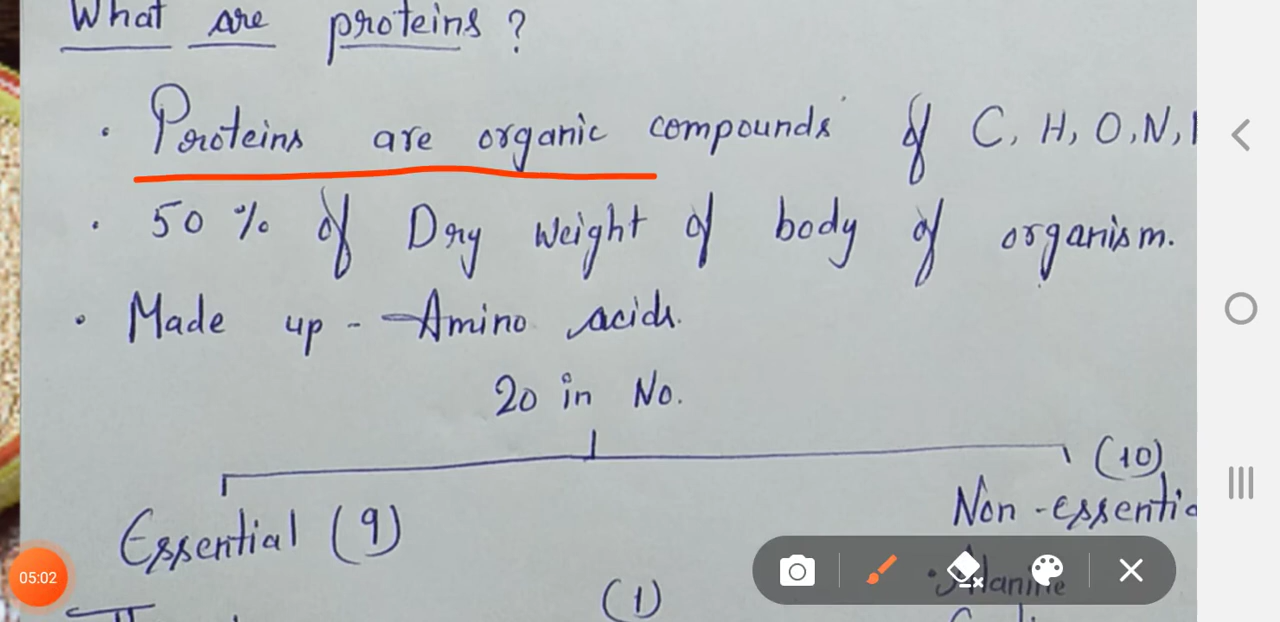 What are proteins ?
• Proteins are organic compounds of C, H, O, N,
• 50 % of Dry weight of body of organism.
• Made up - Amino acids.
20 in No.
(10)
Essential (9)
Non-essentia
(1)
• Alanine
05:02